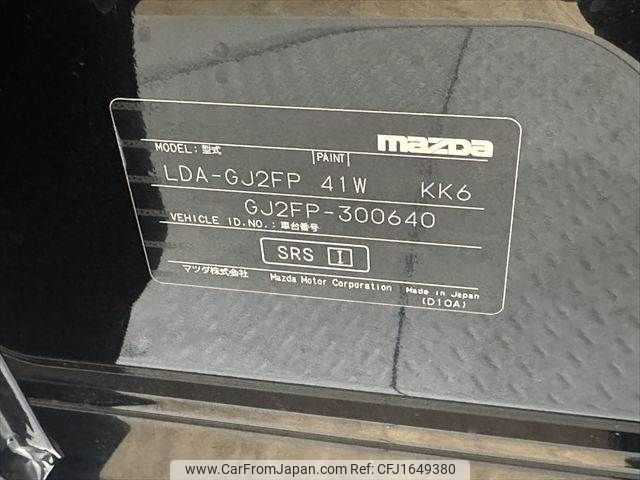 mazda
MODEL:型式
PAINT
LDA-GJ2FP 41W KK6
GJ2FP-300640
VEHICLE ID.NO.:車台番号
SRS I
マツダ株式会社 Mazda Motor Corporation Made in Japan
(D10A)
www.CarFromJapan.com REFNO: CFJ1649380